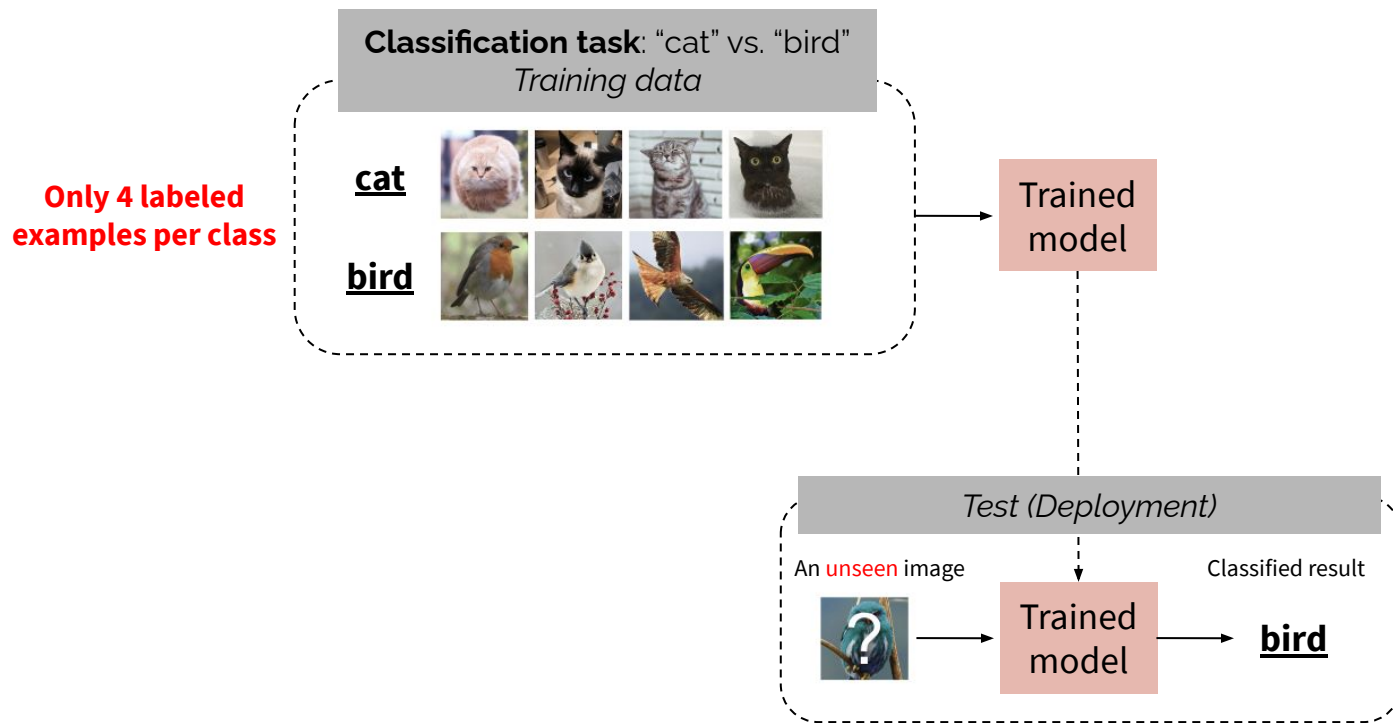 Classification task: “cat” vs. “bird”
Training data
Only 4 labeled
examples per class
cat
bird
Trained
model
Test (Deployment)
An unseen image
Classified result
?
Trained
model
bird